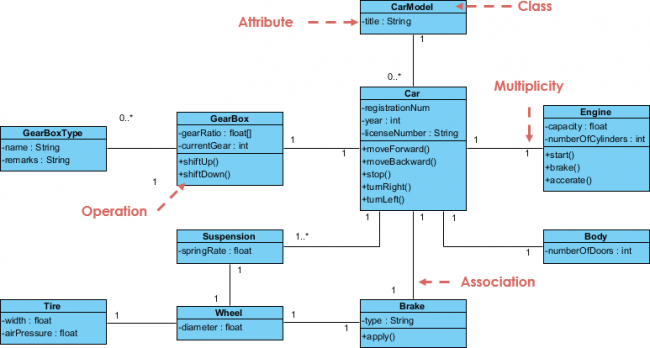 CarModel
-title : String
Class
Attribute
1
0..*
Car
-registrationNum
-year : int
-licenseNumber : String
+moveForward()
+moveBackward()
+stop()
+turnRight()
+turnLeft()
Multiplicity
Engine
-capacity : float
-numberOfCylinders : int
+start()
+brake()
+accerate()
1
1
GearBox
-gearRatio : float[]
-currentGear : int
+shiftUp()
+shiftDown()
1
1
0..*
GearBoxType
-name : String
-remarks : String
1
Operation
Suspension
-springRate : float
1..*
1
1
1
Body
-numberOfDoors : int
1
Association
1
1
1
Tire
-width : float
-airPressure : float
1
1
Wheel
-diameter : float
1
1
Brake
-type : String
+apply()